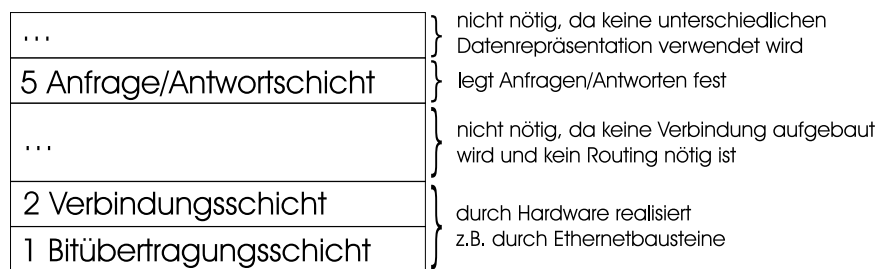 ...
nicht nötig, da keine unterschiedlichen
Datenrepräsentation verwendet wird
5 Anfrage/Antwortschicht
legt Anfragen/Antworten fest
...
nicht nötig, da keine Verbindung aufgebaut
wird und kein Routing nötig ist
2 Verbindungsschicht
1 Bitübertragungsschicht
durch Hardware realisiert
z.B. durch Ethernetbausteine